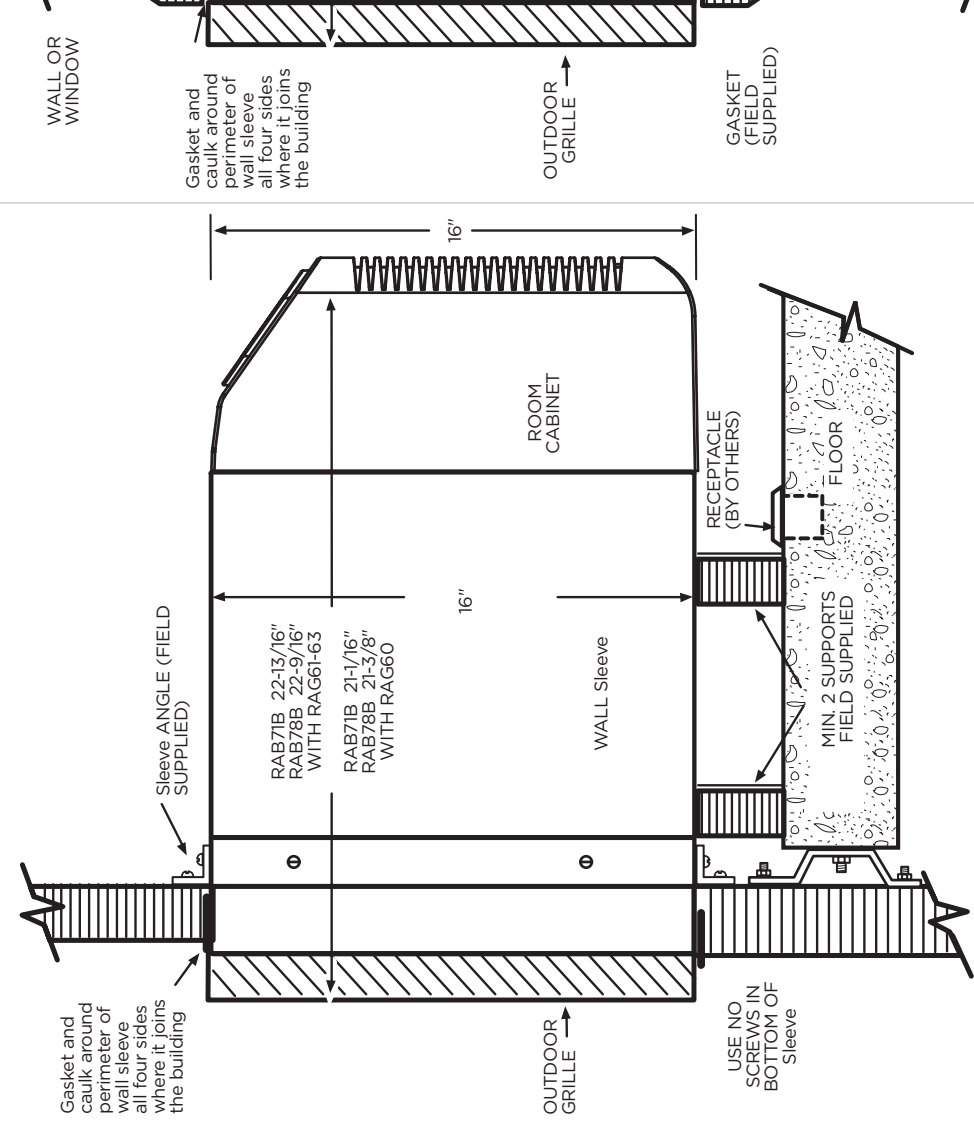 WALL OR
WINDOW
Gasket and
caulk around
perimeter of
wall sleeve
all four sides
where it joins
the building
OUTDOOR
GRILLE
GASKET
(FIELD
SUPPLIED)
Gasket and
caulk around
perimeter of
wall sleeve
all four sides
where it joins
the building
Sleeve ANGLE (FIELD
SUPPLIED)
RAB71B 22-13/16"
RAB78B 22-9/16"
WITH RAG61-63
RAB71B 21-1/16"
RAB78B 21-3/8"
WITH RAG60
16"
16"
ROOM
CABINET
WALL Sleeve
OUTDOOR
GRILLE
RECEPTACLE
(BY OTHERS)
FLOOR
MIN. 2 SUPPORTS
FIELD SUPPLIED
USE NO
SCREWS IN
BOTTOM OF
Sleeve